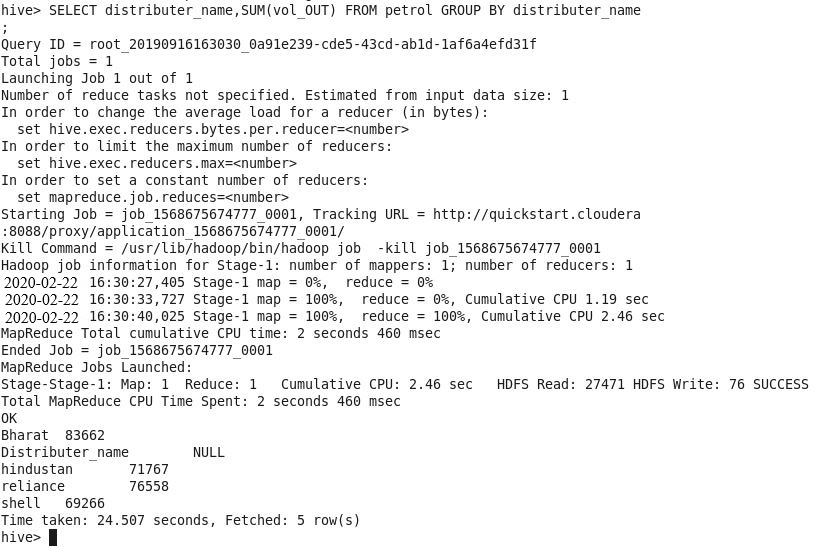 hive> SELECT distributer_name,SUM(vol_OUT) FROM petrol GROUP BY distributer_name
;
Query ID = root_20190916163030_0a91e239-cde5-43cd-ab1d-1af6a4efd31f
Total jobs = 1
Launching Job 1 out of 1
Number of reduce tasks not specified. Estimated from input data size: 1
In order to change the average load for a reducer (in bytes):
  set hive.exec.reducers.bytes.per.reducer=<number>
In order to limit the maximum number of reducers:
  set hive.exec.reducers.max=<number>
In order to set a constant number of reducers:
  set mapreduce.job.reduces=<number>
Starting Job = job_1568675674777_0001, Tracking URL = http://quickstart.cloudera
:8088/proxy/application_1568675674777_0001/
Kill Command = /usr/lib/hadoop/bin/hadoop job  -kill job_1568675674777_0001
Hadoop job information for Stage-1: number of mappers: 1; number of reducers: 1
2020-02-22 16:30:27,405 Stage-1 map = 0%,  reduce = 0%
2020-02-22 16:30:33,727 Stage-1 map = 100%,  reduce = 0%, Cumulative CPU 1.19 sec
2020-02-22 16:30:40,025 Stage-1 map = 100%,  reduce = 100%, Cumulative CPU 2.46 sec
MapReduce Total cumulative CPU time: 2 seconds 460 msec
Ended Job = job_1568675674777_0001
MapReduce Jobs Launched:
Stage-Stage-1: Map: 1  Reduce: 1   Cumulative CPU: 2.46 sec   HDFS Read: 27471 HDFS Write: 76 SUCCESS
Total MapReduce CPU Time Spent: 2 seconds 460 msec
OK
Bharat  83662
Distributer_name        NULL
hindustan       71767
reliance        76558
shell   69266
Time taken: 24.507 seconds, Fetched: 5 row(s)
hive>